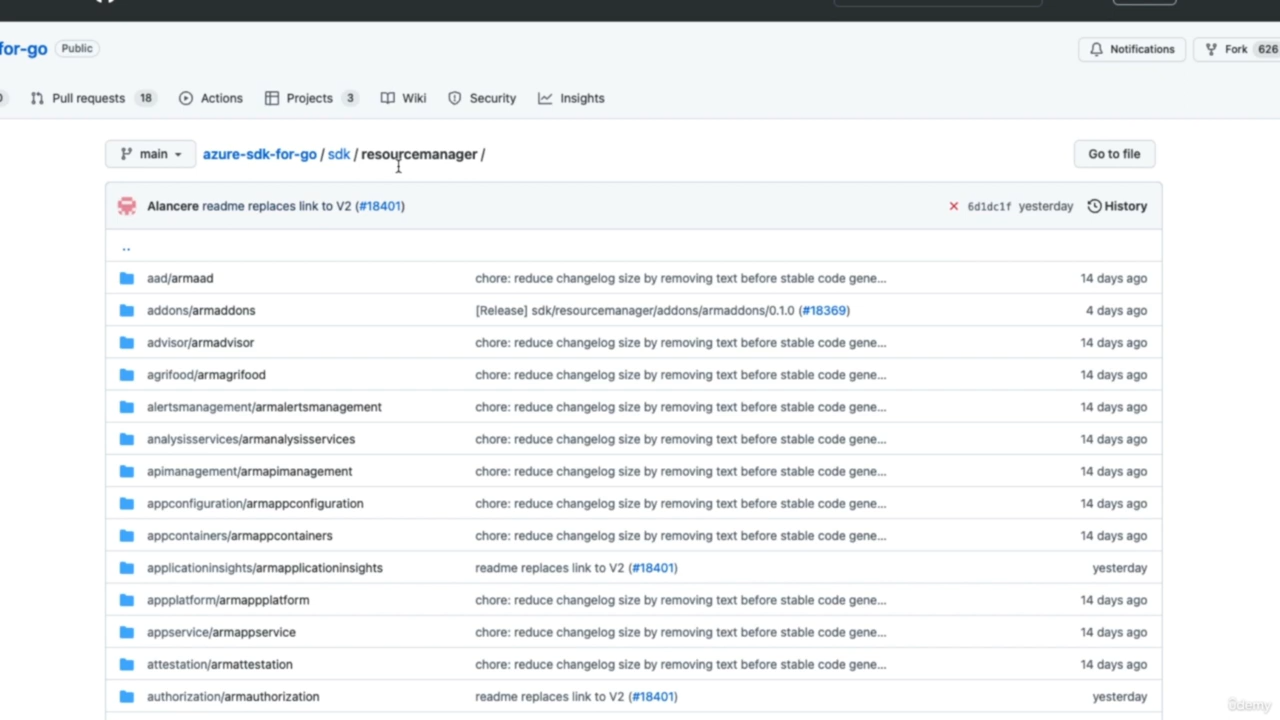 for-go Public Notifications Fork 626
0 Pull requests 18 Actions Projects 3 Wiki Security Insights
main azure-sdk-for-go / sdk / resourcemanager / Go to file
Alancere readme replaces link to V2 (#18401) 6d1dc1f yesterday History
..
aad/armaad chore: reduce changelog size by removing text before stable code gene... 14 days ago
addons/armaddons [Release] sdk/resourcemanager/addons/armaddons/0.1.0 (#18369) 4 days ago
advisor/armadvisor chore: reduce changelog size by removing text before stable code gene... 14 days ago
agrifood/armagrifood chore: reduce changelog size by removing text before stable code gene... 14 days ago
alertsmanagement/armalertsmanagement chore: reduce changelog size by removing text before stable code gene... 14 days ago
analysisservices/armanalysisservices chore: reduce changelog size by removing text before stable code gene... 14 days ago
apimanagement/armapimanagement chore: reduce changelog size by removing text before stable code gene... 14 days ago
appconfiguration/armappconfiguration chore: reduce changelog size by removing text before stable code gene... 14 days ago
appcontainers/armappcontainers chore: reduce changelog size by removing text before stable code gene... 14 days ago
applicationinsights/armapplicationinsights readme replaces link to V2 (#18401) yesterday
appplatform/armappplatform chore: reduce changelog size by removing text before stable code gene... 14 days ago
appservice/armappservice chore: reduce changelog size by removing text before stable code gene... 14 days ago
attestation/armattestation chore: reduce changelog size by removing text before stable code gene... 14 days ago
authorization/armauthorization readme replaces link to V2 (#18401) yesterday
ûdemy